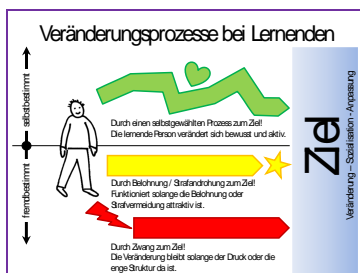 Veränderungsprozesse bei Lernenden
selbstbestimmt
fremdbestimmt
Durch einen selbstgewählten Prozess zum Ziel!
Die lernende Person verändert sich bewusst und aktiv.
Durch Belohnung / Strafandrohung zum Ziel!
Funktioniert solange die Belohnung oder
Strafvermeidung attraktiv ist.
Durch Zwang zum Ziel!
Die Veränderung bleibt solange der Druck oder die
enge Struktur da ist.
Ziel
Veränderung – Sozialisation - Anpassung